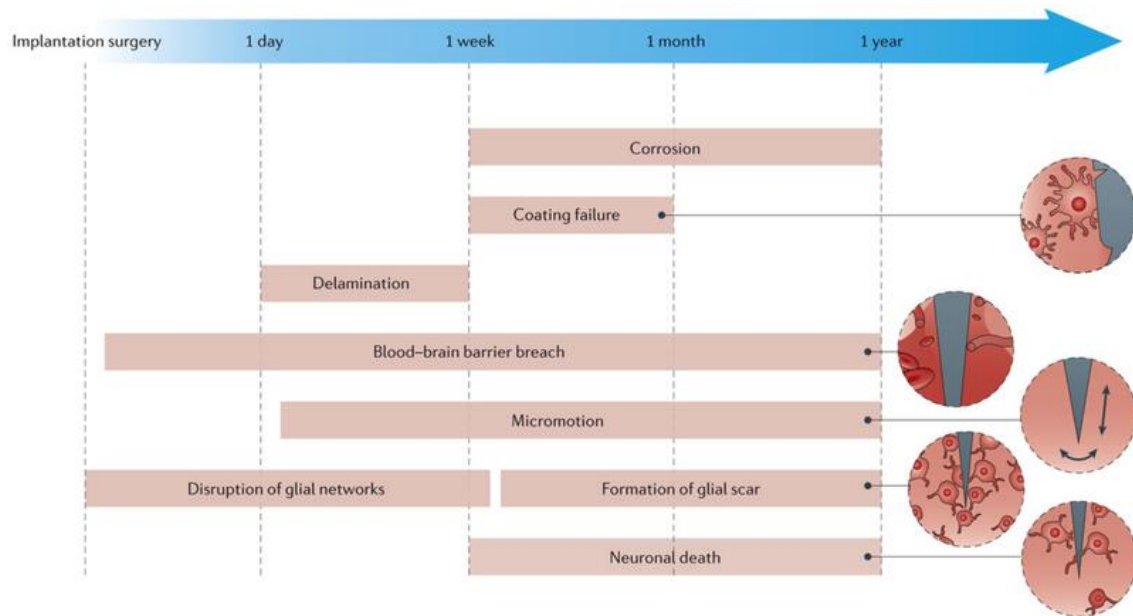 Implantation surgery 1 day 1 week 1 month 1 year
Corrosion
Coating failure
Delamination
Blood–brain barrier breach
Micromotion
Disruption of glial networks Formation of glial scar
Neuronal death